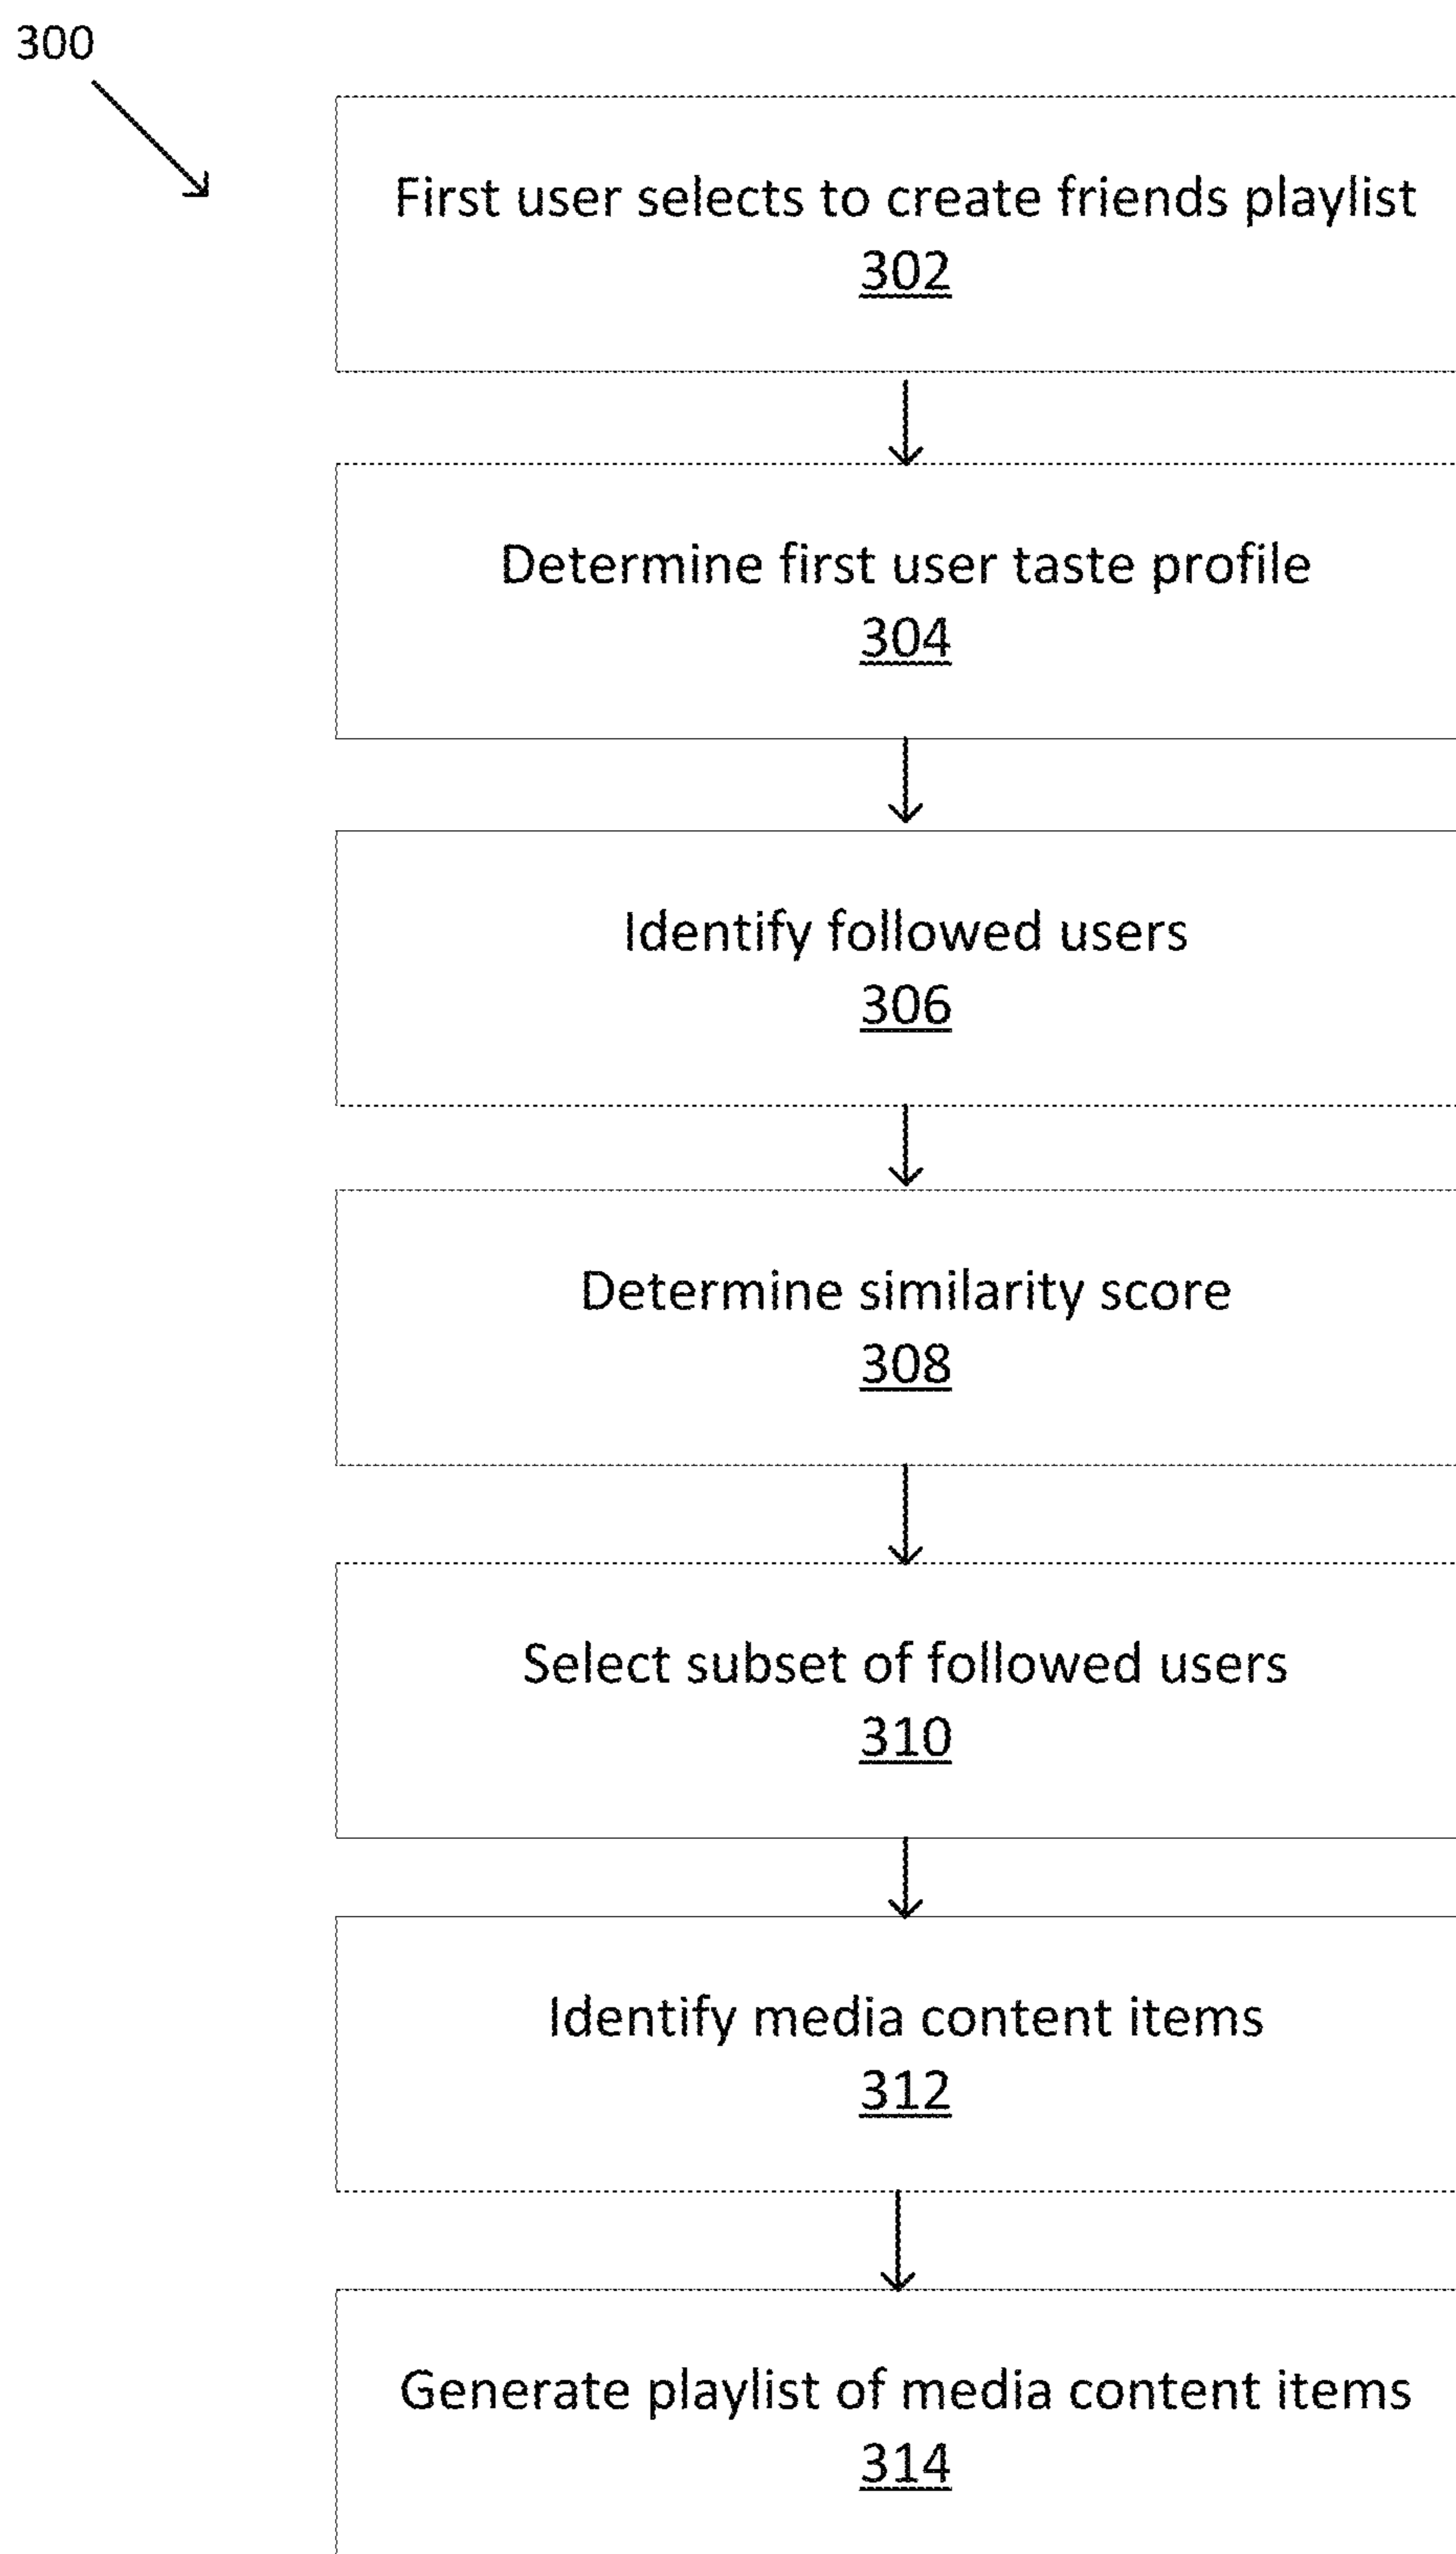 300
First user selects to create friends playlist
302
Determine first user taste profile
304
Identify followed users
306
Determine similarity score
308
Select subset of followed users
310
Identify media content items
312
Generate playlist of media content items
314